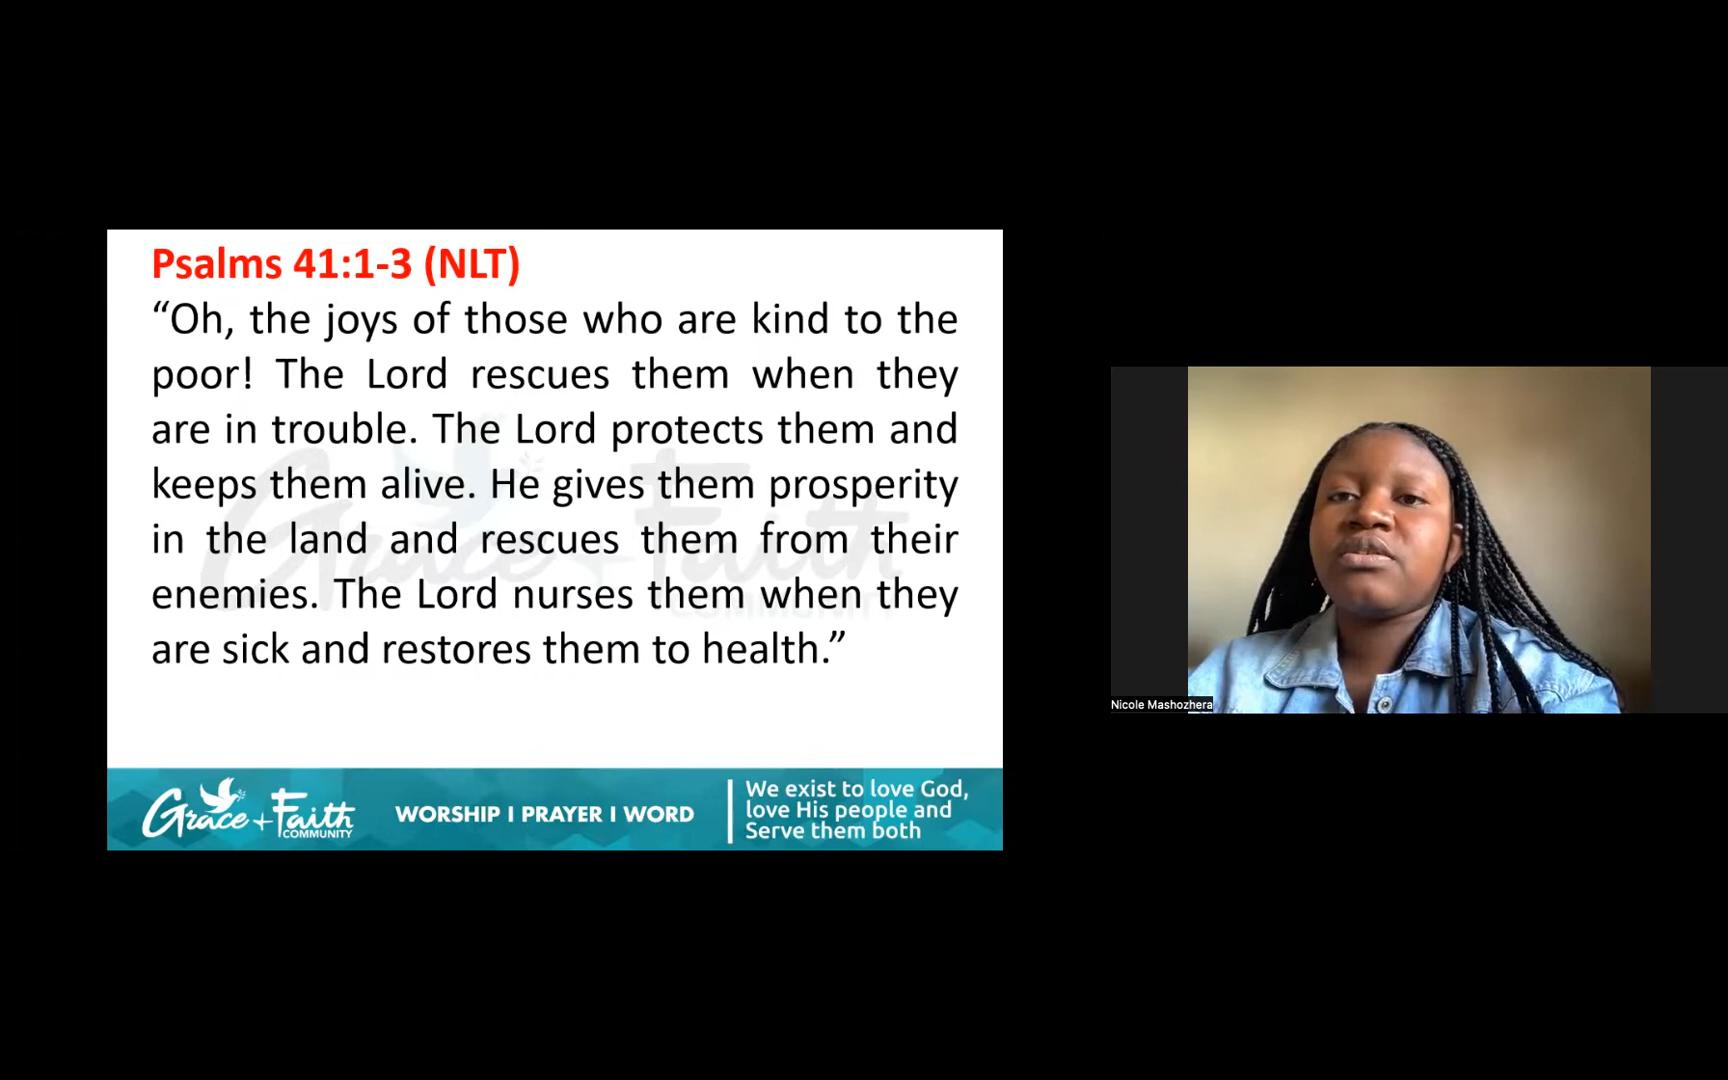 Psalms 41:1-3 (NLT)
“Oh, the joys of those who are kind to the
poor! The Lord rescues them when they
are in trouble. The Lord protects them and
keeps them alive. He gives them prosperity
in the land and rescues them from their
enemies. The Lord nurses them when they
are sick and restores them to health.”
Grace + Faith
COMMUNITY
Grace + Faith
COMMUNITY
WORSHIP I PRAYER I WORD
We exist to love God,
love His people and
Serve them both
Nicole Mashozhera